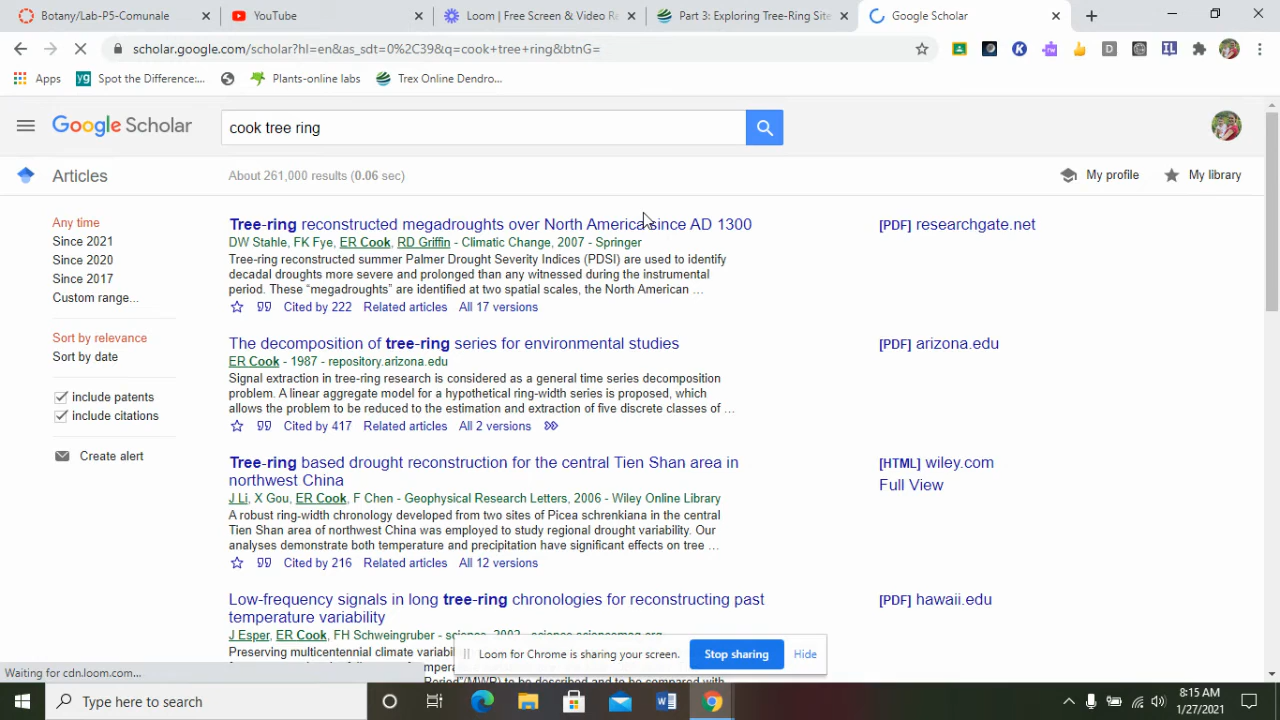 Botany/Lab-P5-Comunale
YouTube
Loom | Free Screen & Video Re
Part 3: Exploring Tree-Ring Site
Google Scholar
scholar.google.com/scholar?hl=en&as_sdt=0%2C39&q=cook+tree+ring&btnG=
Apps
Spot the Difference:...
Plants-online labs
Trex Online Dendro...
Google Scholar
cook tree ring
Articles
About 261,000 results (0.06 sec)
My profile
My library
Any time
Since 2021
Since 2020
Since 2017
Custom range...
Sort by relevance
Sort by date
include patents
include citations
Create alert
Tree-ring reconstructed megadroughts over North America since AD 1300
[PDF] researchgate.net
DW Stahle, FK Fye, ER Cook, RD Griffin - Climatic Change, 2007 - Springer
Tree-ring reconstructed summer Palmer Drought Severity Indices (PDSI) are used to identify
decadal droughts more severe and prolonged than any witnessed during the instrumental
period. These “megadroughts” are identified at two spatial scales, the North American …
Cited by 222 Related articles All 17 versions
The decomposition of tree-ring series for environmental studies
[PDF] arizona.edu
ER Cook - 1987 - repository.arizona.edu
Signal extraction in tree-ring research is considered as a general time series decomposition
problem. A linear aggregate model for a hypothetical ring-width series is proposed, which
allows the problem to be reduced to the estimation and extraction of five discrete classes of …
Cited by 417 Related articles All 2 versions
Tree-ring based drought reconstruction for the central Tien Shan area in
northwest China
[HTML] wiley.com
Full View
J Li, X Gou, ER Cook, F Chen - Geophysical Research Letters, 2006 - Wiley Online Library
A robust ring-width chronology developed from two sites of Picea schrenkiana in the central
Tien Shan area of northwest China was employed to study regional drought variability. Our
analyses demonstrate both temperature and precipitation have significant effects on tree …
Cited by 216 Related articles All 12 versions
Low-frequency signals in long tree-ring chronologies for reconstructing past
temperature variability
[PDF] hawaii.edu
J Esper, ER Cook, FH Schweingruber - science, 2002 - science.sciencemag.org
Preserving multicentennial climate variabi
Loom for Chrome is sharing your screen.
Stop sharing
Hide
Waiting for cdn.loom.com...
Type here to search
8:15 AM
1/27/2021